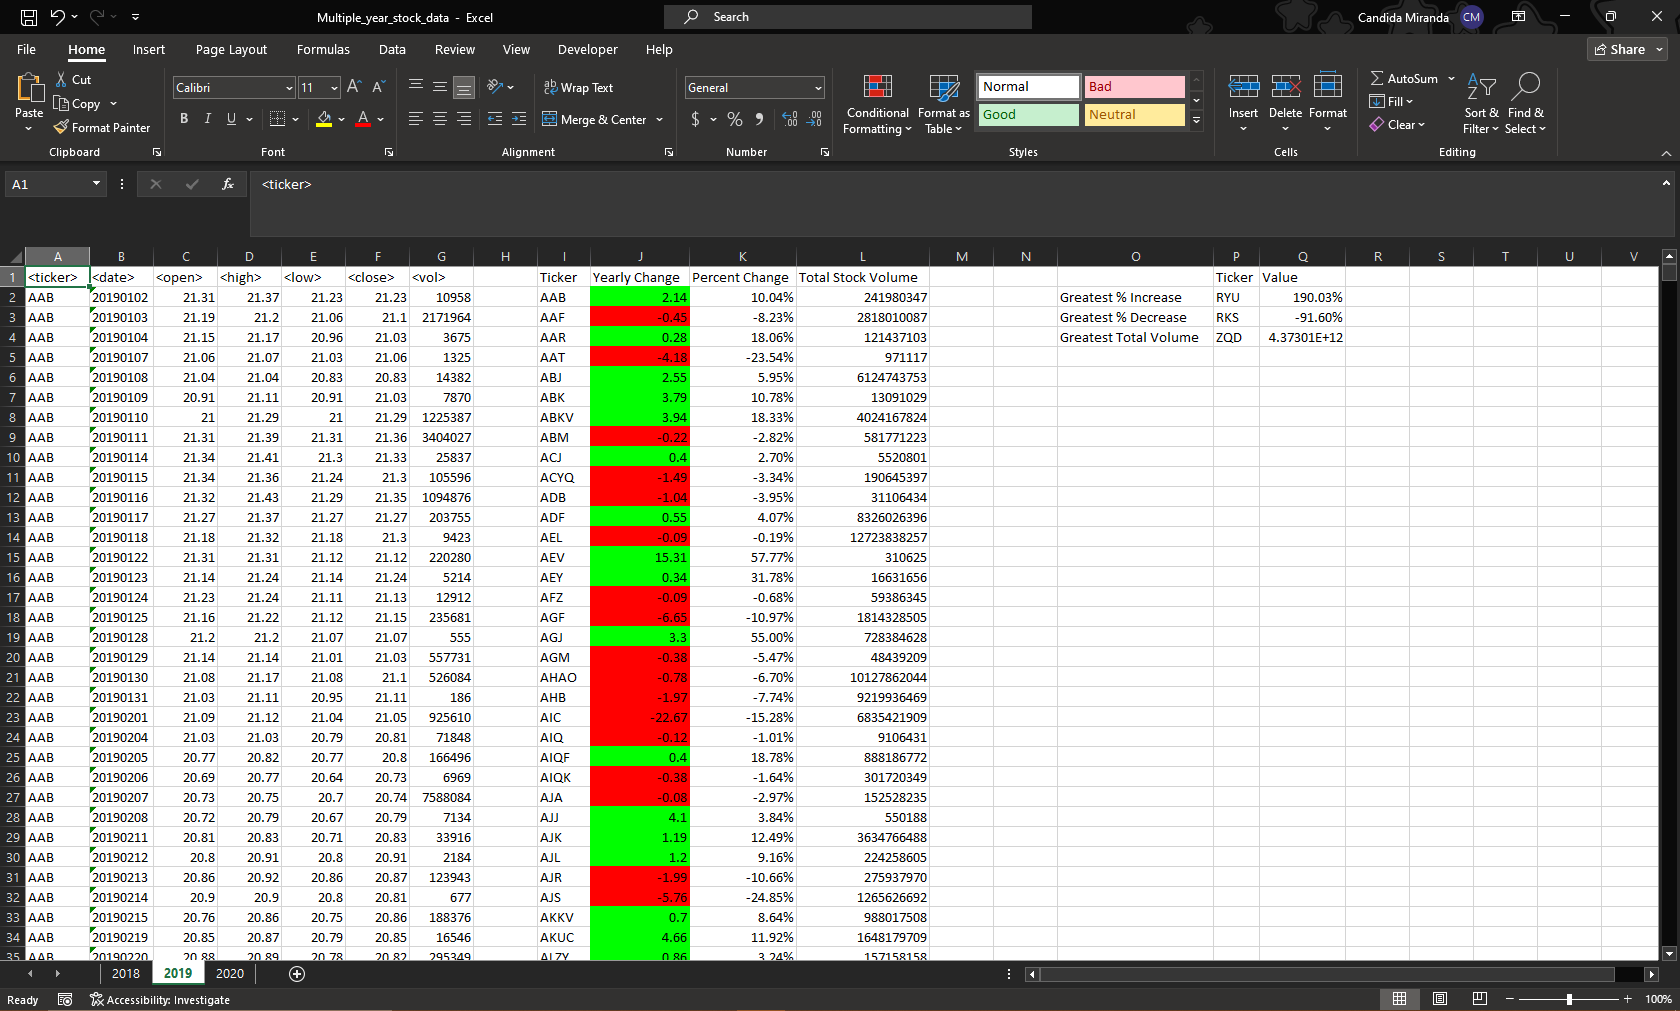 Multiple_year_stock_data - Excel
Search
Candida Miranda CM
File Home Insert Page Layout Formulas Data Review View Developer Help
Share
Paste
Cut
Copy
Format Painter
Clipboard
Calibri 11
B I U
Font
Wrap Text
Merge & Center
Alignment
General
$ %
Number
Conditional Formatting
Format as Table
Normal Bad
Good Neutral
Styles
Insert Delete Format
Cells
AutoSum
Fill
Clear
Sort & Filter
Find & Select
Editing
A1 fx <ticker>
A B C D E F G H I J K L M N O P Q R S T U V
1 <ticker> <date> <open> <high> <low> <close> <vol> Ticker Yearly Change Percent Change Total Stock Volume Ticker Value
2 AAB 20190102 21.31 21.37 21.23 21.23 10958 AAB 2.14 10.04% 241980347 Greatest % Increase RYU 190.03%
3 AAB 20190103 21.19 21.2 21.06 21.1 2171964 AAF -0.45 -8.23% 2818010087 Greatest % Decrease RKS -91.60%
4 AAB 20190104 21.15 21.17 20.96 21.03 3675 AAR 0.28 18.06% 121437103 Greatest Total Volume ZQD 4.37301E+12
5 AAB 20190107 21.06 21.07 21.03 21.06 1325 AAT -4.18 -23.54% 971117
6 AAB 20190108 21.04 21.04 20.83 20.83 14382 ABJ 2.55 5.95% 6124743753
7 AAB 20190109 20.91 21.11 20.91 21.03 7870 ABK 3.79 10.78% 13091029
8 AAB 20190110 21 21.29 21 21.29 1225387 ABKV 3.94 18.33% 4024167824
9 AAB 20190111 21.31 21.39 21.31 21.36 3404027 ABM -0.22 -2.82% 581771223
10 AAB 20190114 21.34 21.41 21.3 21.33 25837 ACJ 0.4 2.70% 5520801
11 AAB 20190115 21.34 21.36 21.24 21.3 105596 ACYQ -1.49 -3.34% 190645397
12 AAB 20190116 21.32 21.43 21.29 21.35 1094876 ADB -1.04 -3.95% 31106434
13 AAB 20190117 21.27 21.37 21.27 21.27 203755 ADF 0.55 4.07% 8326026396
14 AAB 20190118 21.18 21.32 21.18 21.3 9423 AEL -0.09 -0.19% 12723838257
15 AAB 20190122 21.31 21.31 21.12 21.12 220280 AEV 15.31 57.77% 310625
16 AAB 20190123 21.14 21.24 21.14 21.24 5214 AEY 0.34 31.78% 16631656
17 AAB 20190124 21.23 21.24 21.11 21.13 12912 AFZ -0.09 -0.68% 59386345
18 AAB 20190125 21.16 21.22 21.12 21.15 235681 AGF -6.65 -10.97% 1814328505
19 AAB 20190128 21.2 21.2 21.07 21.07 555 AGJ 3.3 55.00% 728384628
20 AAB 20190129 21.14 21.14 21.01 21.03 557731 AGM -0.38 -5.47% 48439209
21 AAB 20190130 21.08 21.17 21.08 21.1 526084 AHAO -0.78 -6.70% 10127862044
22 AAB 20190131 21.03 21.11 20.95 21.11 186 AHB -1.97 -7.74% 9219936469
23 AAB 20190201 21.09 21.12 21.04 21.05 925610 AIC -22.67 -15.28% 6835421909
24 AAB 20190204 21.03 21.03 20.79 20.81 71848 AIQ -0.12 -1.01% 9106431
25 AAB 20190205 20.77 20.82 20.77 20.8 166496 AIQF 0.4 18.78% 888186772
26 AAB 20190206 20.69 20.77 20.64 20.73 6969 AIQK -0.38 -1.64% 301720349
27 AAB 20190207 20.73 20.75 20.7 20.74 7588084 AJA -0.08 -2.97% 152528235
28 AAB 20190208 20.72 20.79 20.67 20.79 7134 AJJ 4.1 3.84% 550188
29 AAB 20190211 20.81 20.83 20.71 20.83 33916 AJK 1.19 12.49% 3634766488
30 AAB 20190212 20.8 20.91 20.8 20.91 2184 AJL 1.2 9.16% 224258605
31 AAB 20190213 20.86 20.92 20.86 20.87 123943 AJR -1.99 -10.66% 275937970
32 AAB 20190214 20.9 20.9 20.8 20.81 677 AJS -5.76 -24.85% 1265626692
33 AAB 20190215 20.76 20.86 20.75 20.86 188376 AKKV 0.7 8.64% 988017508
34 AAB 20190219 20.85 20.87 20.79 20.85 16546 AKUC 4.66 11.92% 1648179709
35 AAB 20190220 20.88 20.89 20.78 20.82 295349 ALZY 0.86 3.24% 157158158
2018 2019 2020
Ready Accessibility: Investigate 100%